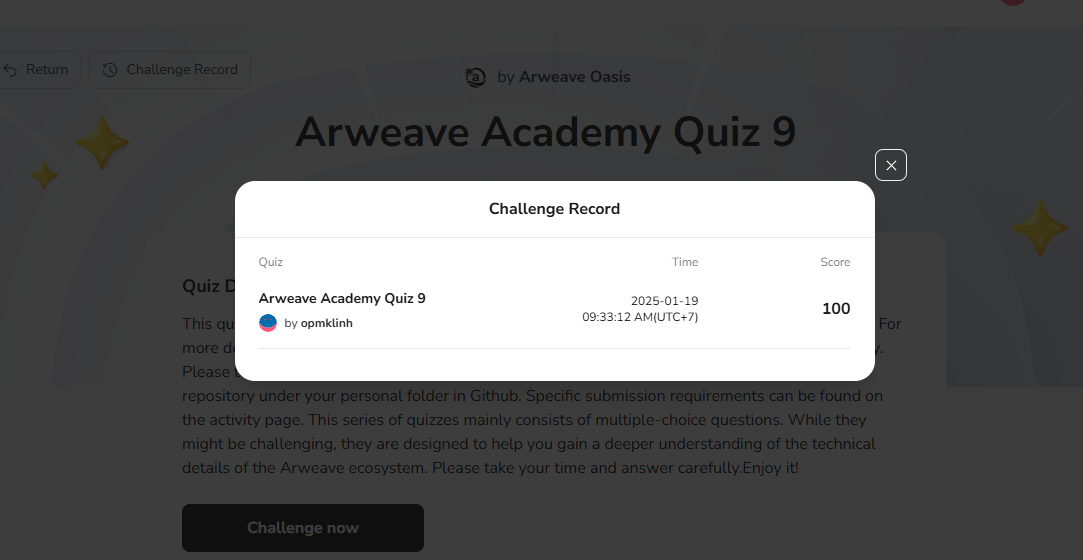 Return
Challenge Record
by Arweave Oasis
Arweave Academy Quiz 9
Challenge Record
Quiz
Time
Score
Arweave Academy Quiz 9
by opmklinh
2025-01-19
09:33:12 AM(UTC+7)
100
Quiz D
This qu
For
more de
y.
Please t
repository under your personal folder in Github. Specific submission requirements can be found on
the activity page. This series of quizzes mainly consists of multiple-choice questions. While they
might be challenging, they are designed to help you gain a deeper understanding of the technical
details of the Arweave ecosystem. Please take your time and answer carefully.Enjoy it!
Challenge now